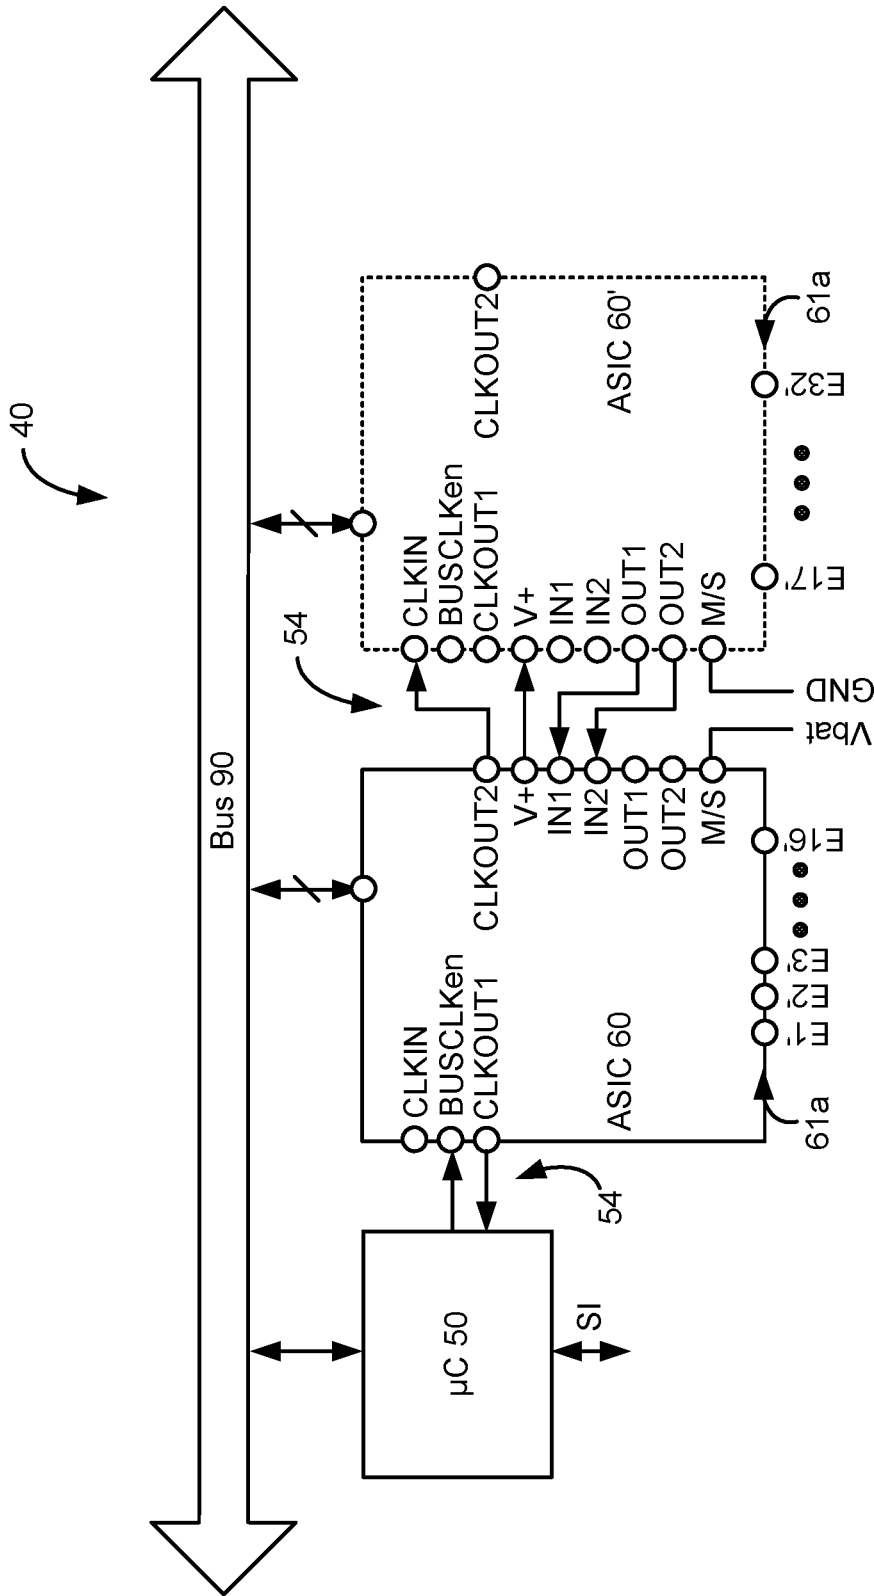 40
Bus 90
54
µC 50
SI
54
CLKIN
BUSCLKen
CLKOUT1
ASIC 60
CLKOUT2
V+
IN1
IN2
OUT1
OUT2
M/S
61a
E1'
E2'
E3'
E16'
Vbat
GND
CLKIN
BUSCLKen
CLKOUT1
V+
IN1
IN2
OUT1
OUT2
M/S
CLKOUT2
ASIC 60'
E17'
E32'
61a